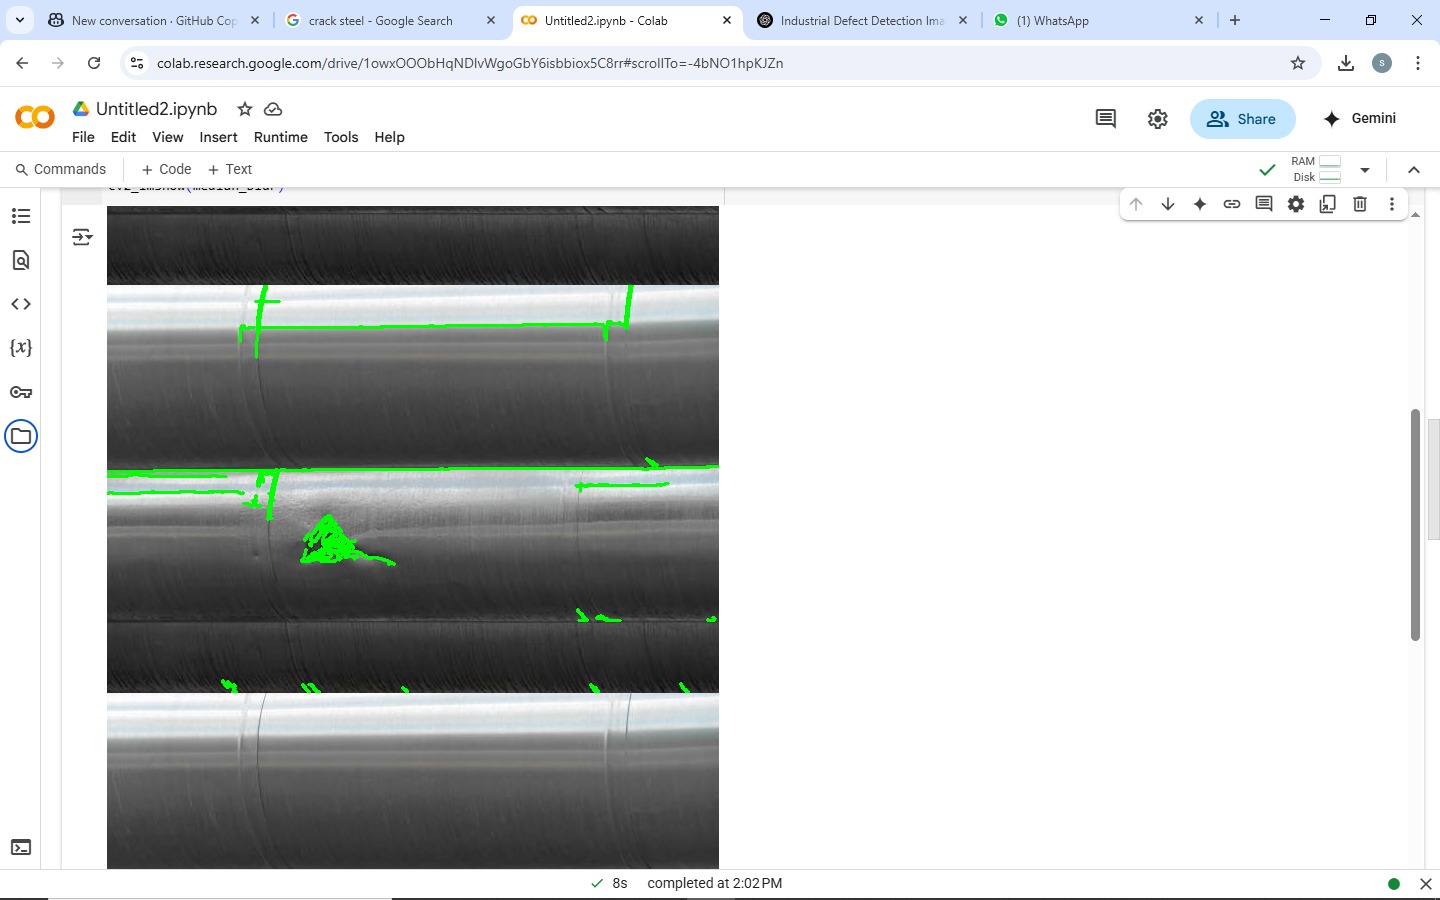 New conversation · GitHub Cop
crack steel - Google Search
Untitled2.ipynb - Colab
Industrial Defect Detection Ima
(1) WhatsApp
colab.research.google.com/drive/1owxOOObHqNDIvWgoGbY6isbbiox5C8rr#scrollTo=-4bNO1hpKJZn
S
CO
Untitled2.ipynb
Share
Gemini
File Edit View Insert Runtime Tools Help
Commands + Code + Text
RAM
Disk
cv2_imshow(median_blur)
{x}
8s completed at 2:02 PM